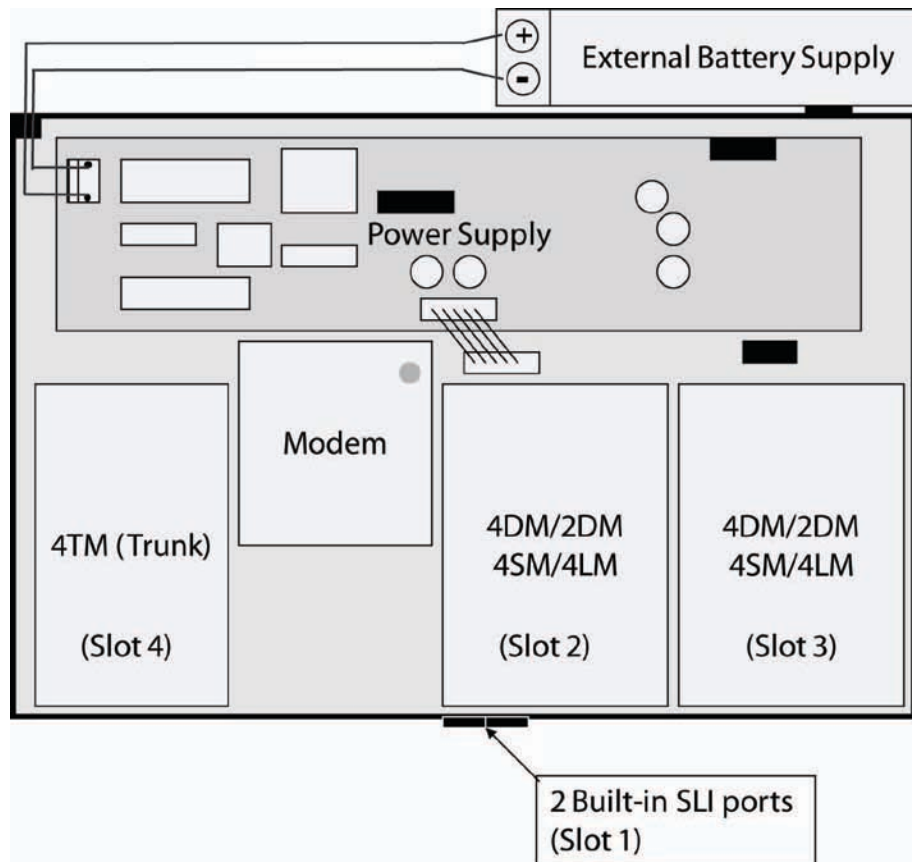 +
External Battery Supply
-
Power Supply
Modem
4TM (Trunk)
(Slot 4)
4DM/2DM
4SM/4LM
(Slot 2)
4DM/2DM
4SM/4LM
(Slot 3)
2 Built-in SLI ports
(Slot 1)